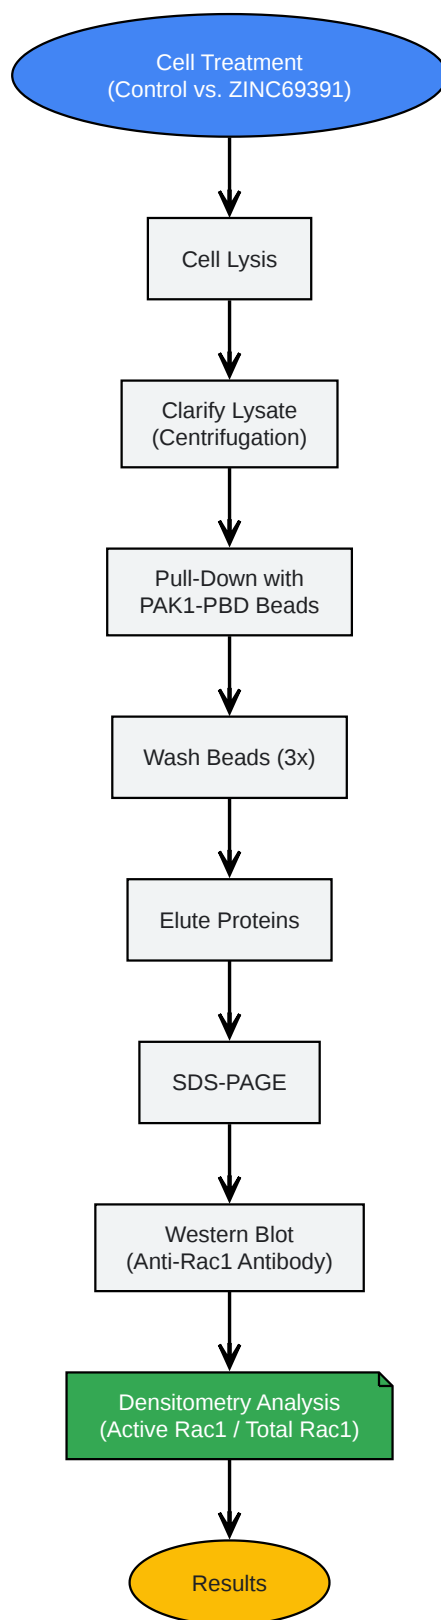 Cell Treatment
(Control vs. ZINC69391)
Cell Lysis
Clarify Lysate
(Centrifugation)
Pull-Down with
PAK1-PBD Beads
Wash Beads (3x)
Elute Proteins
SDS-PAGE
Western Blot
(Anti-Rac1 Antibody)
Densitometry Analysis
(Active Rac1 / Total Rac1)
Results